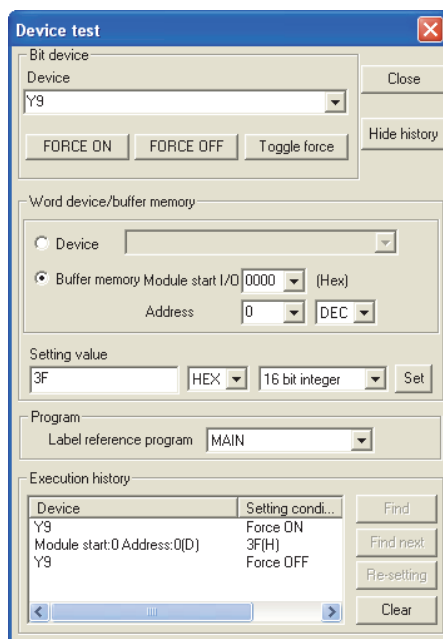 Device test
Bit device
Device
Close
Y9
FORCE ON FORCE OFF Toggle force
Hide history
Word device/buffer memory
Device
Buffer memory Module start I/O 0000 (Hex)
Address 0 DEC
Setting value
3F HEX 16 bit integer Set
Program
Label reference program MAIN
Execution history
Device Setting condi...
Y9 Force ON
Module start:0 Address:0(D) 3F(H)
Y9 Force OFF
Find
Find next
Re-setting
Clear